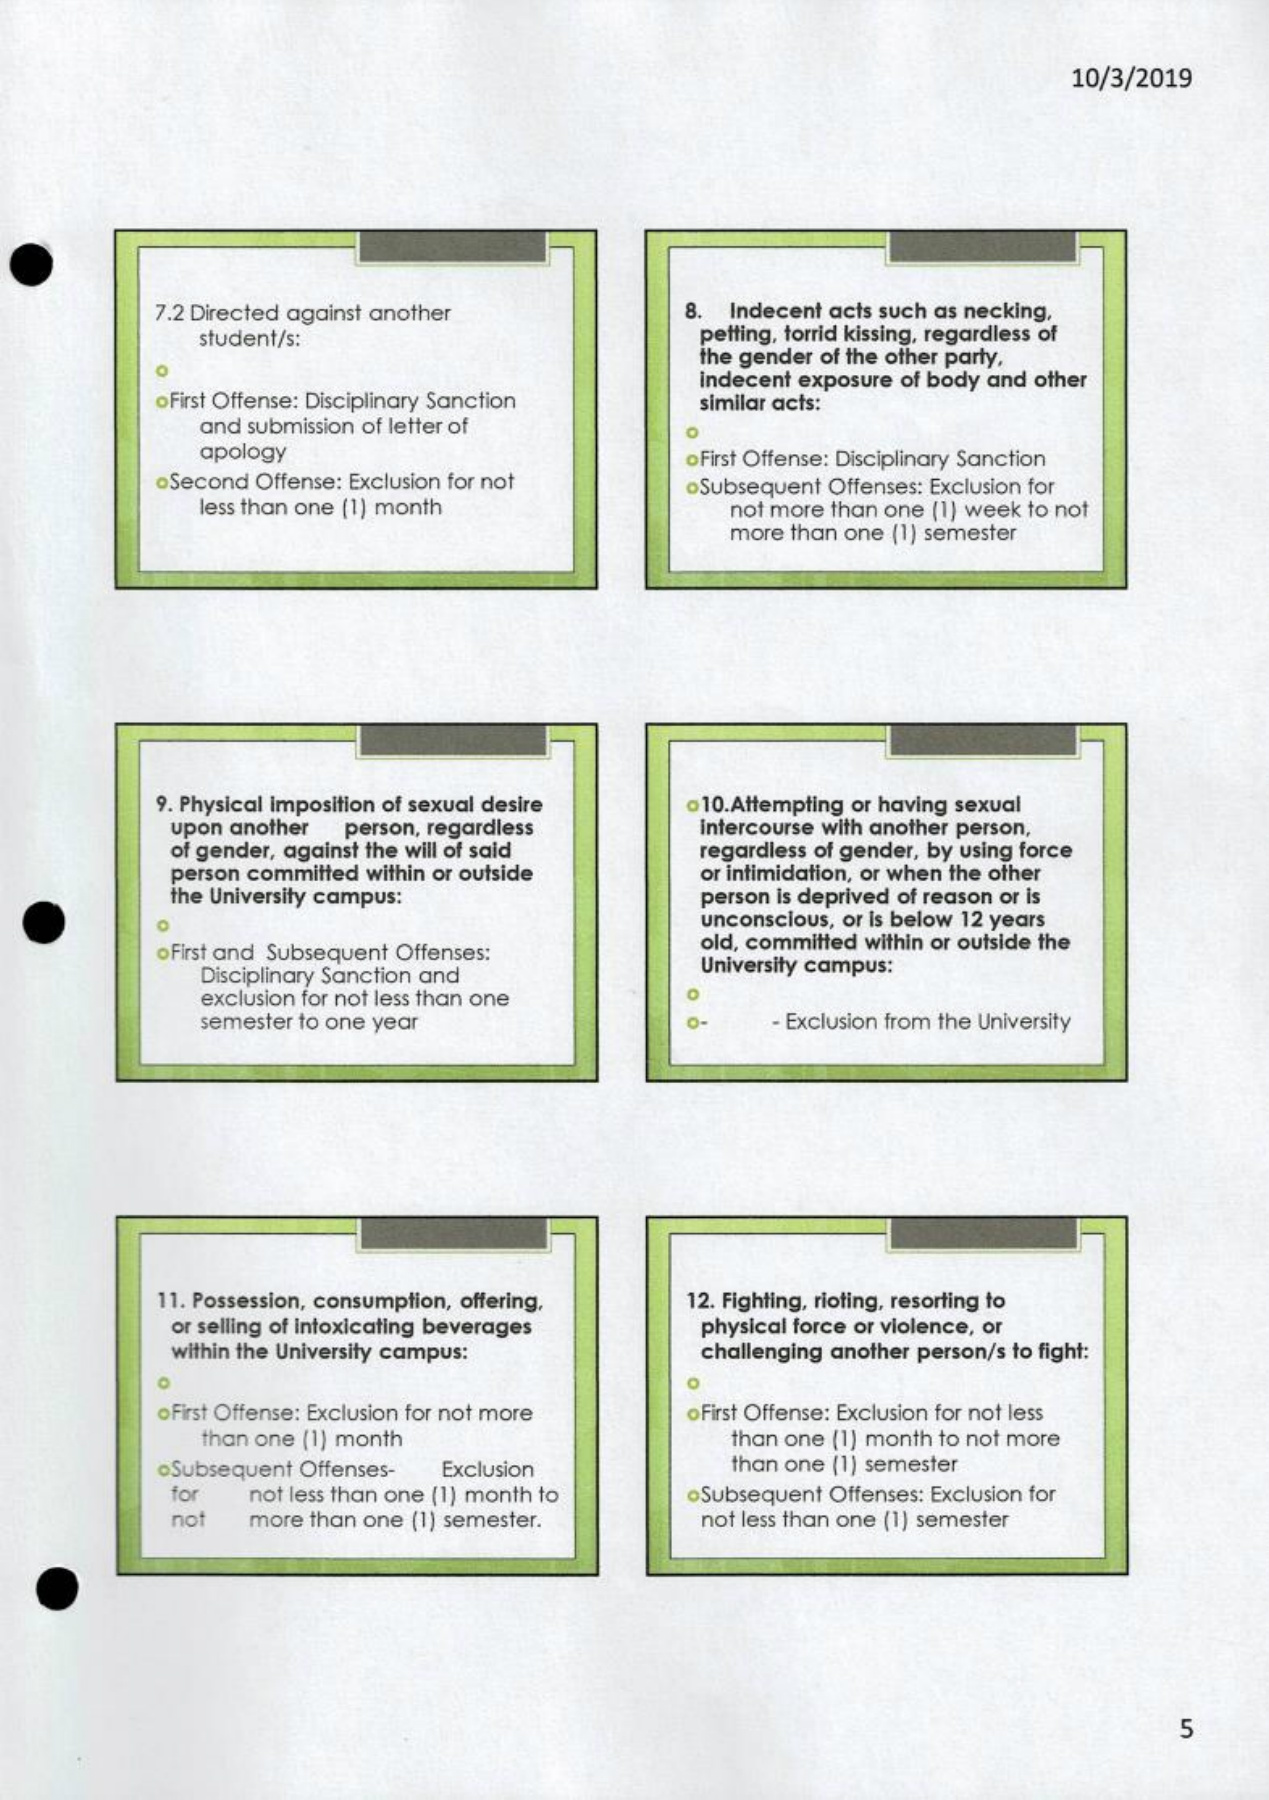 10/3/2019
7.2 Directed against another
student/s:
First Offense: Disciplinary Sanction
and submission of letter of
apology
Second Offense: Exclusion for not
less than one (1) month
8. Indecent acts such as necking,
petting, torrid kissing, regardless of
the gender of the other party,
indecent exposure of body and other
similar acts:
First Offense: Disciplinary Sanction
Subsequent Offenses: Exclusion for
not more than one (1) week to not
more than one (1) semester
9. Physical imposition of sexual desire
upon another person, regardless
of gender, against the will of said
person committed within or outside
the University campus:
First and Subsequent Offenses:
Disciplinary Sanction and
exclusion for not less than one
semester to one year
10.Attempting or having sexual
intercourse with another person,
regardless of gender, by using force
or intimidation, or when the other
person is deprived of reason or is
unconscious, or is below 12 years
old, committed within or outside the
University campus:
- - Exclusion from the University
11. Possession, consumption, offering,
or selling of intoxicating beverages
within the University campus:
First Offense: Exclusion for not more
than one (1) month
Subsequent Offenses- Exclusion
for not less than one (1) month to
not more than one (1) semester.
12. Fighting, rioting, resorting to
physical force or violence, or
challenging another person/s to fight:
First Offense: Exclusion for not less
than one (1) month to not more
than one (1) semester
Subsequent Offenses: Exclusion for
not less than one (1) semester
5